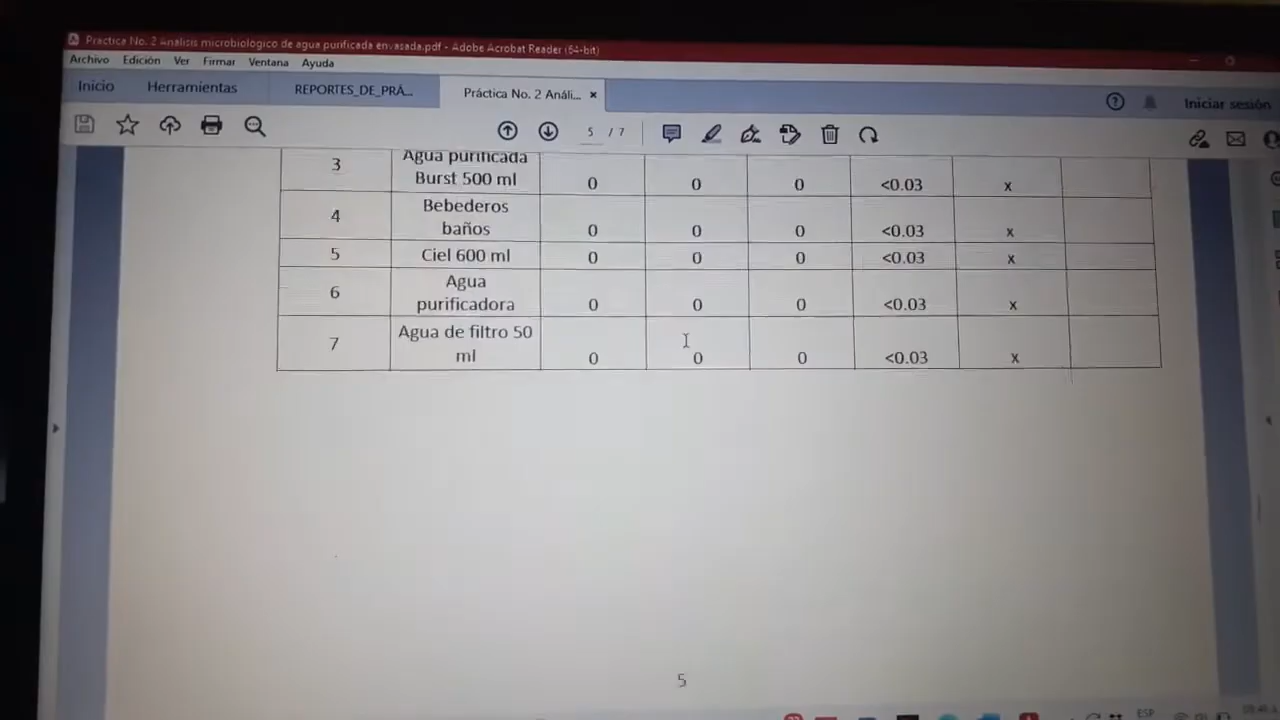 Práctica No. 2 Análisis microbiologico de agua purificada envasada.pdf - Adobe Acrobat Reader (64-bit)
Archivo Edición Ver Firmar Ventana Ayuda
Inicio Herramientas REPORTES_DE_PRÁ... Práctica No. 2 Análi... × Iniciar sesión
5 / 7
3 Agua purificada
Burst 500 ml 0 0 0 <0.03 x
4 Bebederos
baños 0 0 0 <0.03 x
5 Ciel 600 ml 0 0 0 <0.03 x
6 Agua
purificadora 0 0 0 <0.03 x
7 Agua de filtro 50
ml 0 0 0 <0.03 x
5
ESP